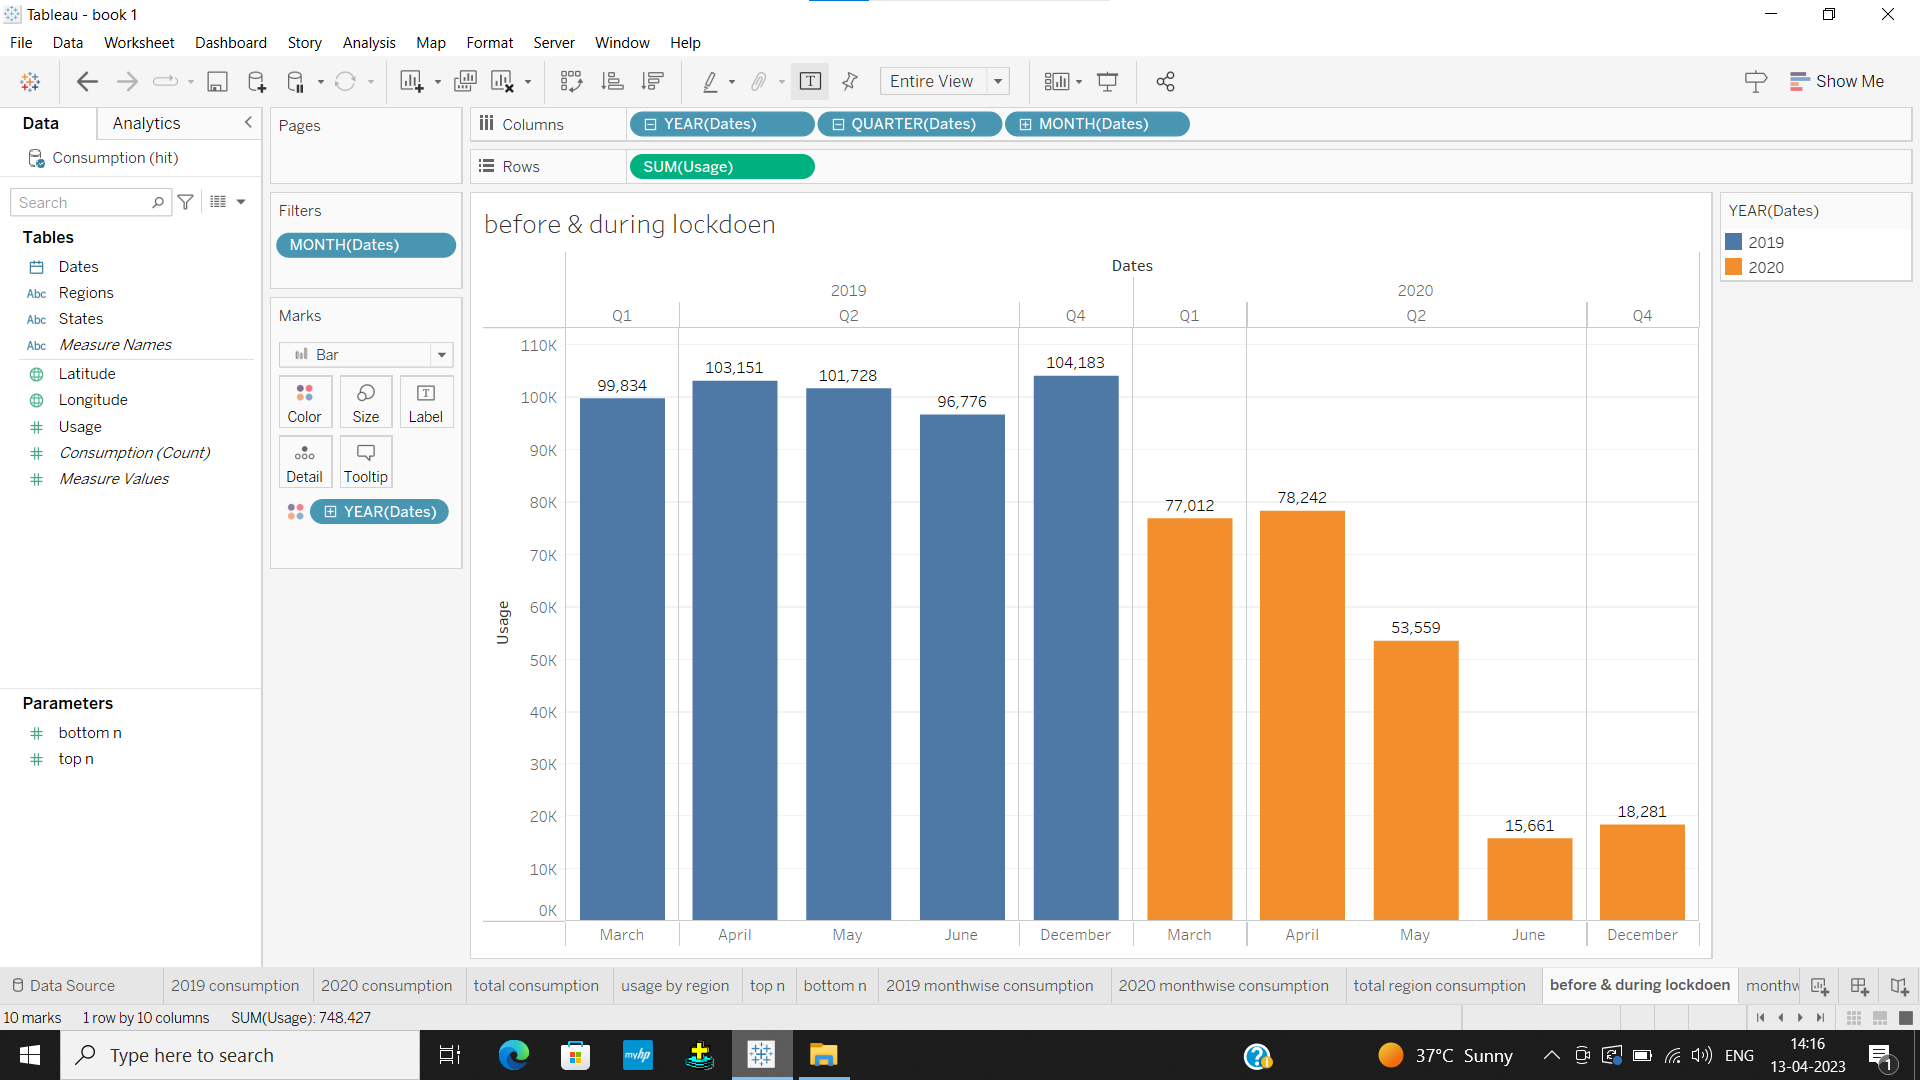 Tableau - book 1
File Data Worksheet Dashboard Story Analysis Map Format Server Window Help
Entire View
Show Me
Data Analytics
Consumption (hit)
Search
Tables
Dates
Abc Regions
Abc States
Abc Measure Names
Latitude
Longitude
Usage
Consumption (Count)
Measure Values
Parameters
bottom n
top n
Pages
Filters
MONTH(Dates)
Marks
Bar
Color Size Label
Detail Tooltip
YEAR(Dates)
Columns YEAR(Dates) QUARTER(Dates) MONTH(Dates)
Rows SUM(Usage)
before & during lockdoen
Dates
2019 2020
Q1 Q2 Q4 Q1 Q2 Q4
110K
100K
90K
80K
70K
60K
50K
40K
30K
20K
10K
0K
Usage
99,834 103,151 101,728 96,776 104,183 77,012 78,242 53,559 15,661 18,281
March April May June December March April May June December
YEAR(Dates)
2019
2020
Data Source 2019 consumption 2020 consumption total consumption usage by region top n bottom n 2019 monthwise consumption 2020 monthwise consumption total region consumption before & during lockdoen monthw
10 marks 1 row by 10 columns SUM(Usage): 748,427
Type here to search
myhp
37°C Sunny
ENG
14:16
13-04-2023
1